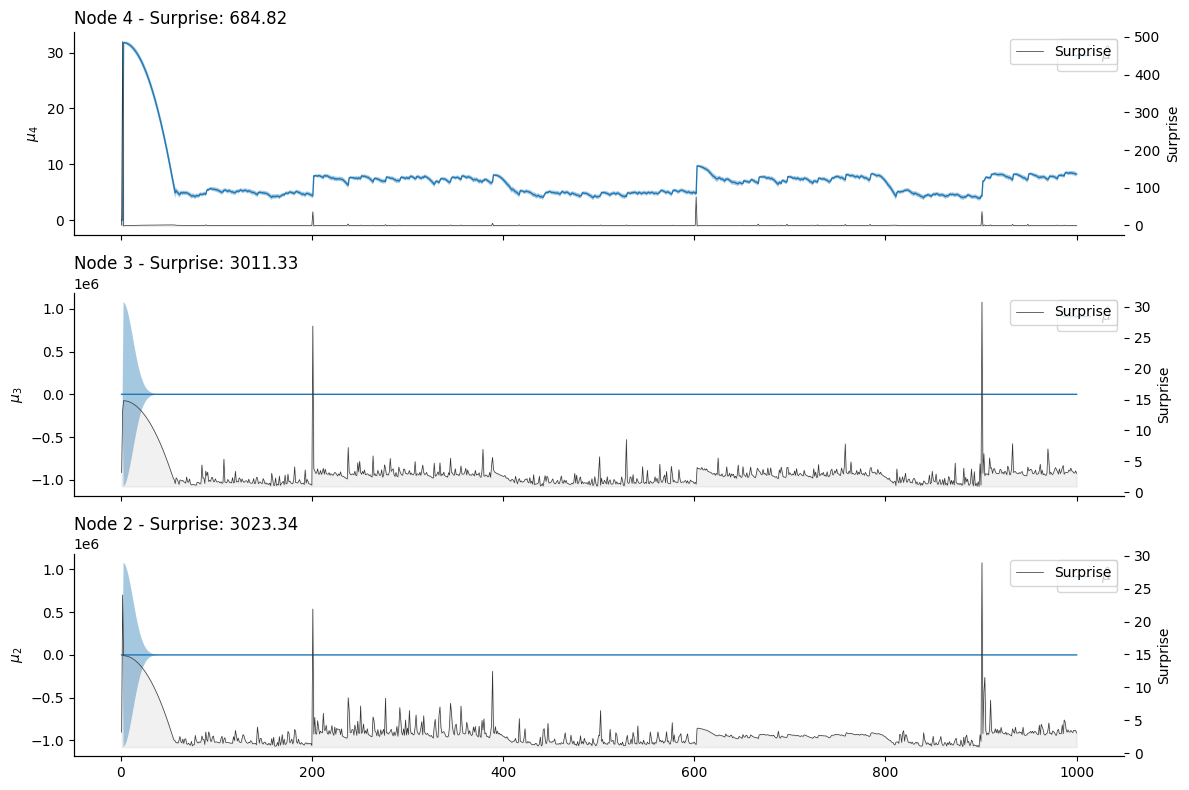 Node 4 - Surprise: 684.82
30
20
10
0
μ4
Surprise
μ
500
400
300
200
100
0
Surprise
Node 3 - Surprise: 3011.33
1e6
1.0
0.5
0.0
−0.5
−1.0
μ3
Surprise
μ
30
25
20
15
10
5
0
Surprise
Node 2 - Surprise: 3023.34
1e6
1.0
0.5
0.0
−0.5
−1.0
μ2
Surprise
μ
30
25
20
15
10
5
0
Surprise
0 200 400 600 800 1000